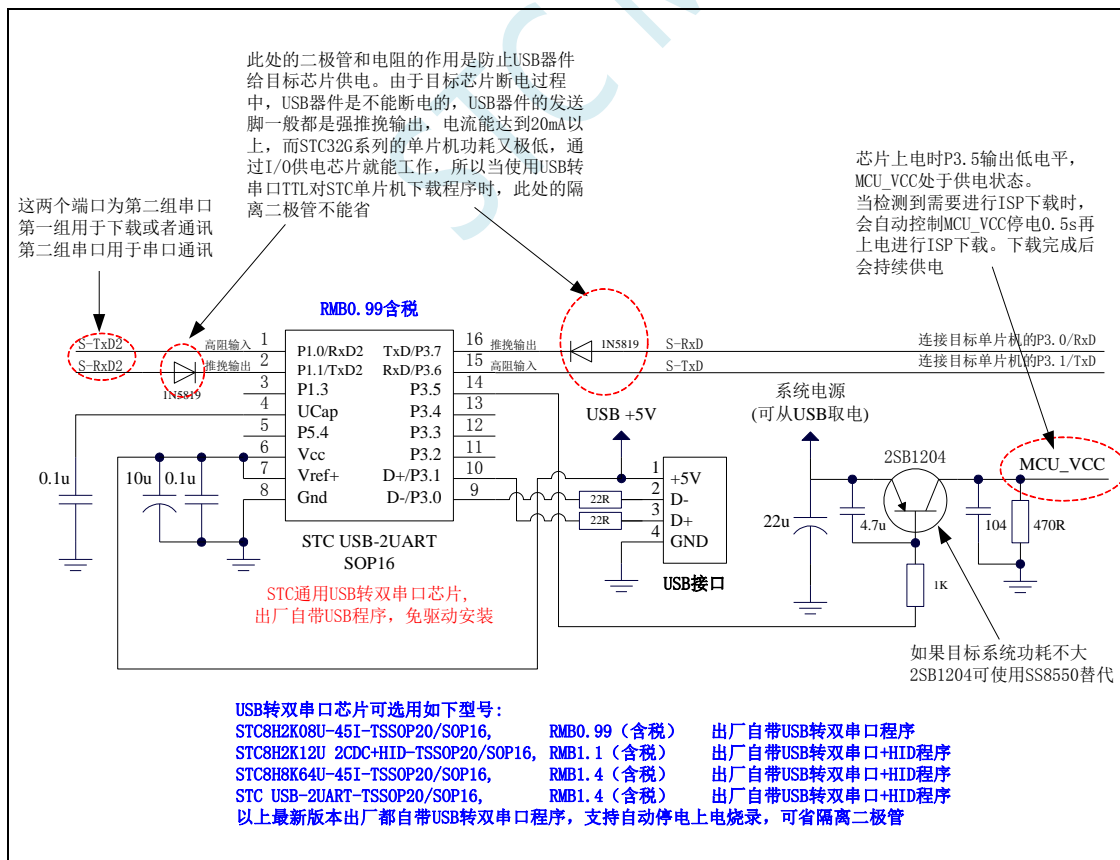 STC M
此处的二极管和电阻的作用是防止USB器件
给目标芯片供电。由于目标芯片断电过程
中，USB器件是不能断电的，USB器件的发送
脚一般都是强推挽输出，电流能达到20mA以
上，而STC32G系列的单片机功耗又极低，通
过I/O供电芯片就能工作，所以当使用USB转
串口TTL对STC单片机下载程序时，此处的隔
离二极管不能省
芯片上电时P3.5输出低电平，
MCU_VCC处于供电状态。
当检测到需要进行ISP下载时，
会自动控制MCU_VCC停电0.5s再
上电进行ISP下载。下载完成后
会持续供电
这两个端口为第二组串口
第一组用于下载或者通讯
第二组串口用于串口通讯
RMB0.99含税
S-TxD2
高阻输入
1
P1.0/RxD2
TxD/P3.7
16
推挽输出
1N5819
S-RxD
连接目标单片机的P3.0/RxD
S-RxD2
1N5819
推挽输出
2
P1.1/TxD2
RxD/P3.6
15
高阻输入
S-TxD
连接目标单片机的P3.1/TxD
3
P1.3
P3.5
14
4
UCap
P3.4
13
5
P5.4
P3.3
12
6
Vcc
P3.2
11
7
Vref+
D+/P3.1
10
8
Gnd
D-/P3.0
9
0.1u
10u
0.1u
STC USB-2UART
SOP16
STC通用USB转双串口芯片，
出厂自带USB程序，免驱动安装
22R
22R
USB +5V
1
+5V
2
D-
3
D+
4
GND
USB接口
系统电源
(可从USB取电)
22u
4.7u
2SB1204
1K
104
470R
MCU_VCC
如果目标系统功耗不大
2SB1204可使用SS8550替代
USB转双串口芯片可选用如下型号：
STC8H2K08U-45I-TSSOP20/SOP16, RMB0.99（含税） 出厂自带USB转双串口程序
STC8H2K12U 2CDC+HID-TSSOP20/SOP16, RMB1.1（含税） 出厂自带USB转双串口+HID程序
STC8H8K64U-45I-TSSOP20/SOP16, RMB1.4（含税） 出厂自带USB转双串口+HID程序
STC USB-2UART-TSSOP20/SOP16, RMB1.4（含税） 出厂自带USB转双串口+HID程序
以上最新版本出厂都自带USB转双串口程序，支持自动停电上电烧录，可省隔离二极管